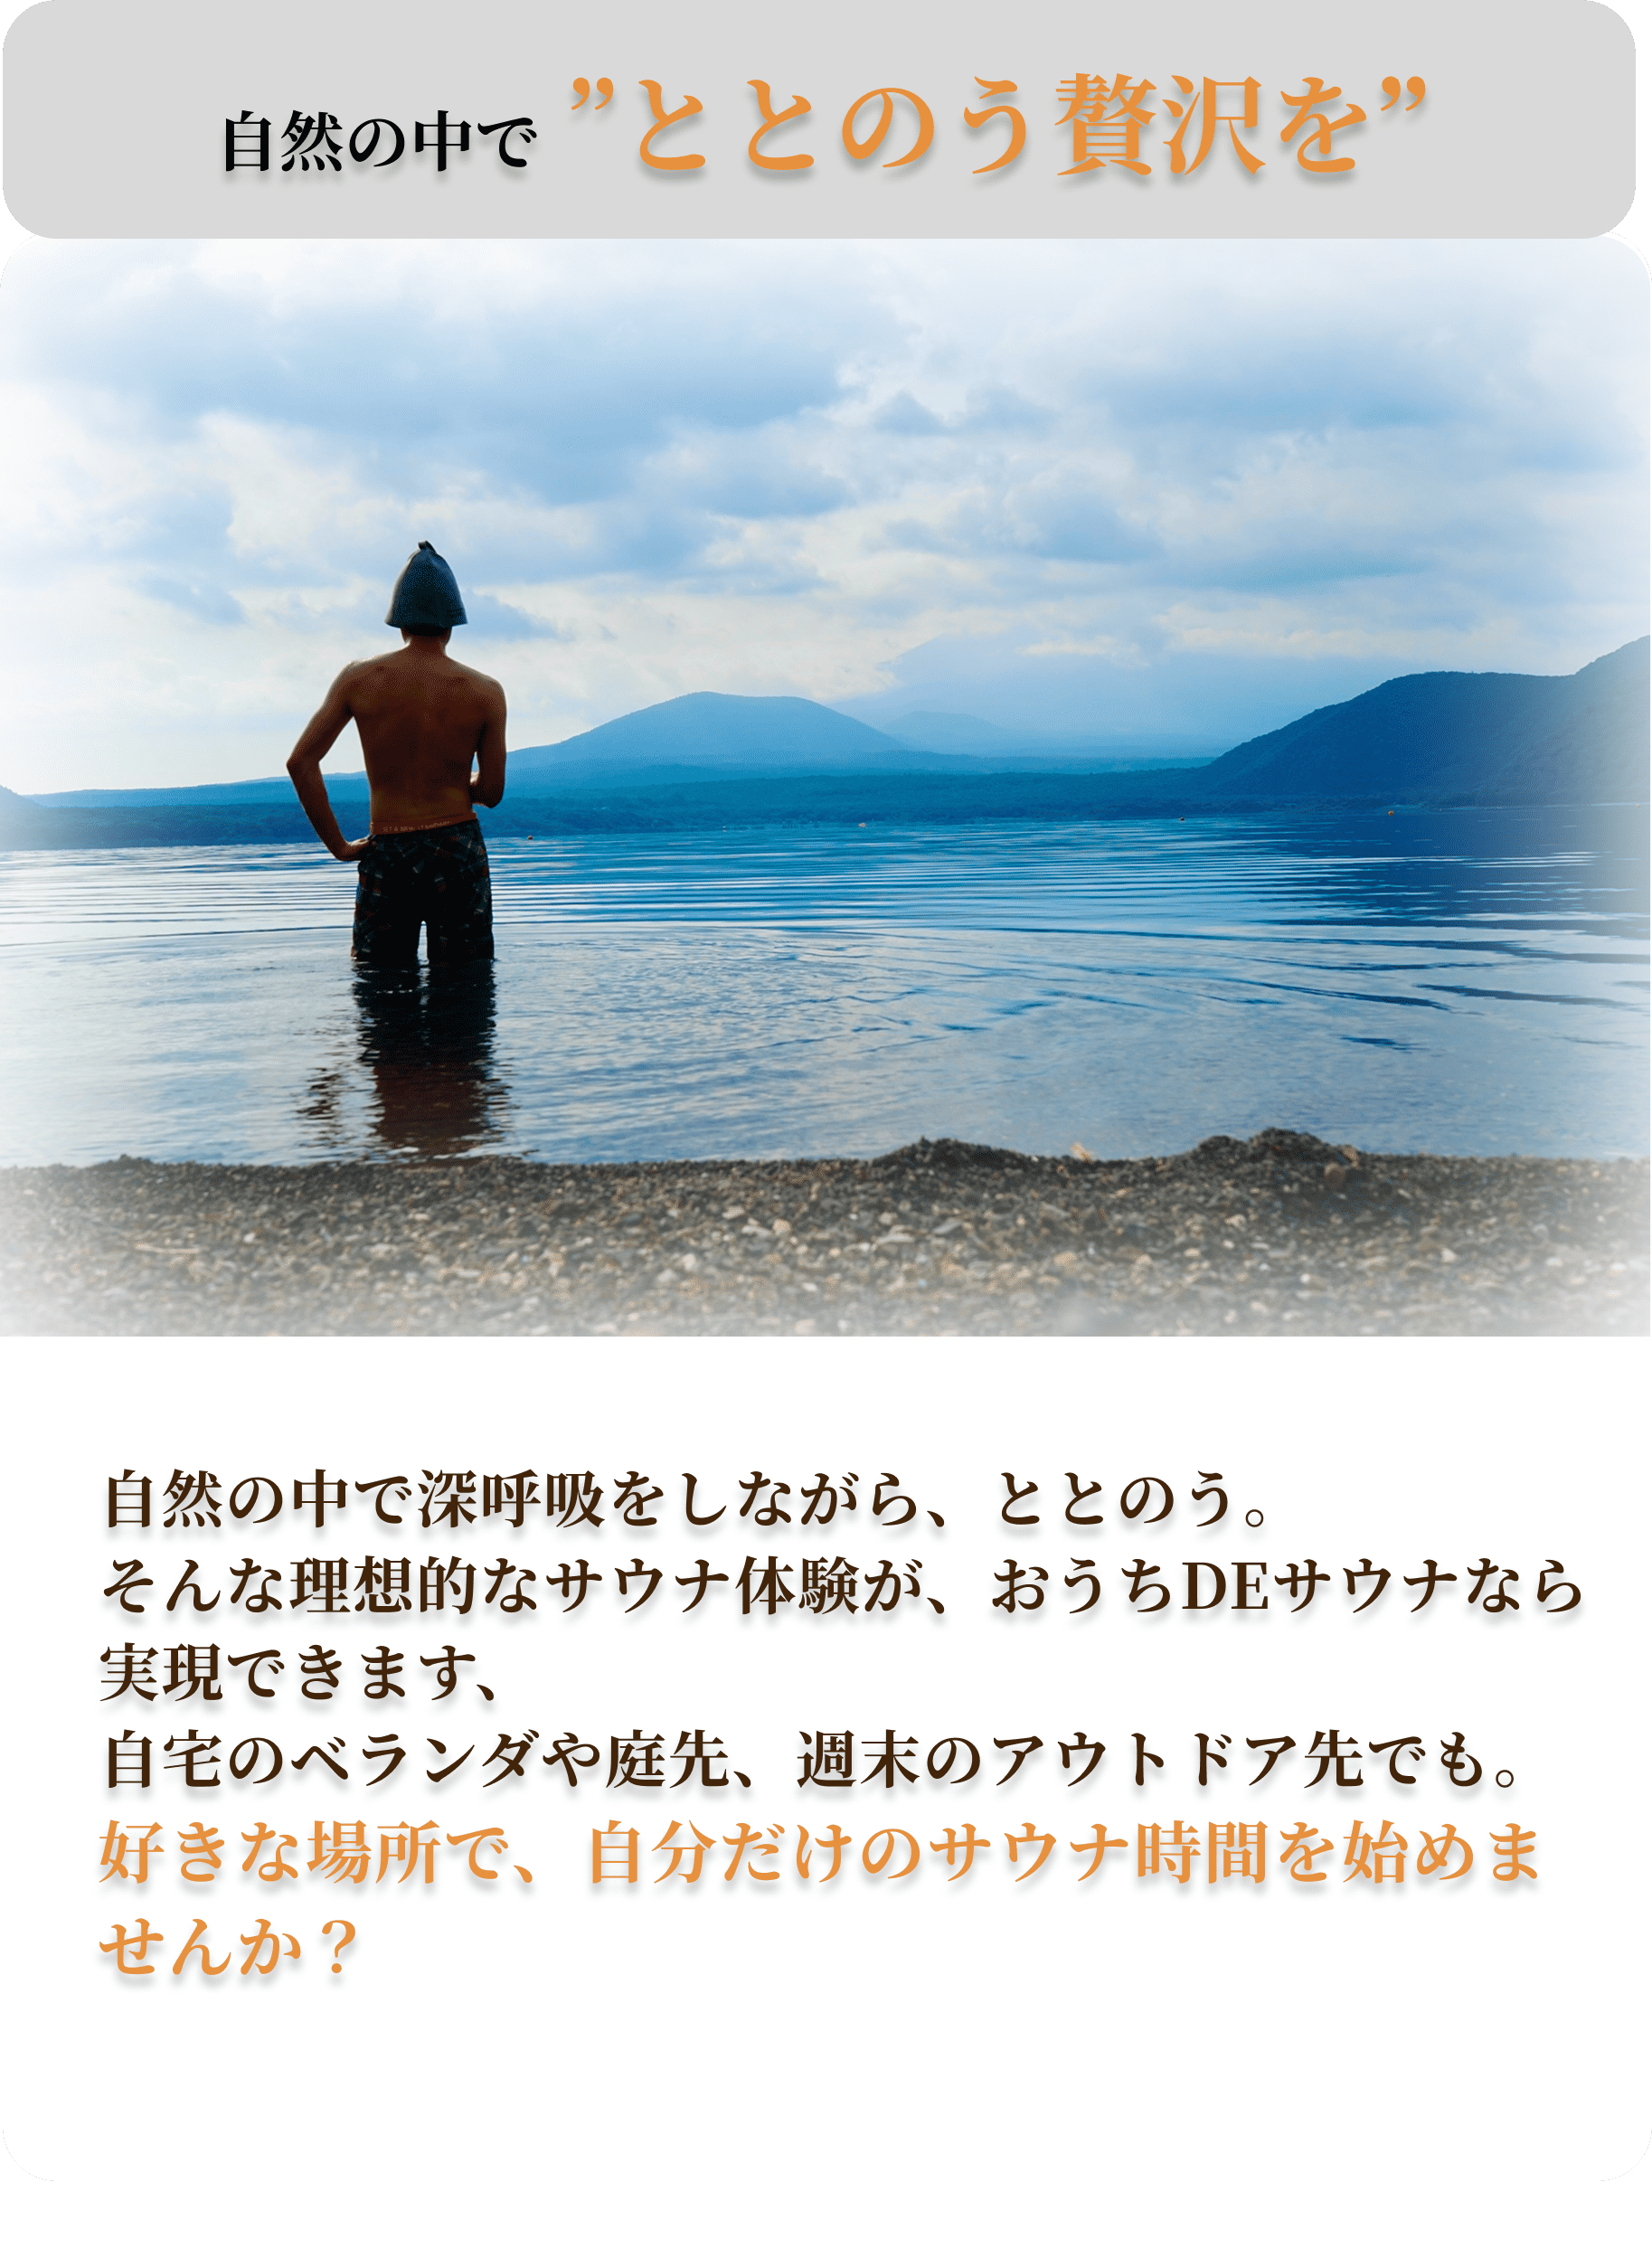 自然の中で ”ととのう贅沢を”
自然の中で深呼吸をしながら、ととのう。
そんな理想的なサウナ体験が、おうちDEサウナなら
実現できます、
自宅のベランダや庭先、週末のアウトドア先でも。
好きな場所で、自分だけのサウナ時間を始めま
せんか？